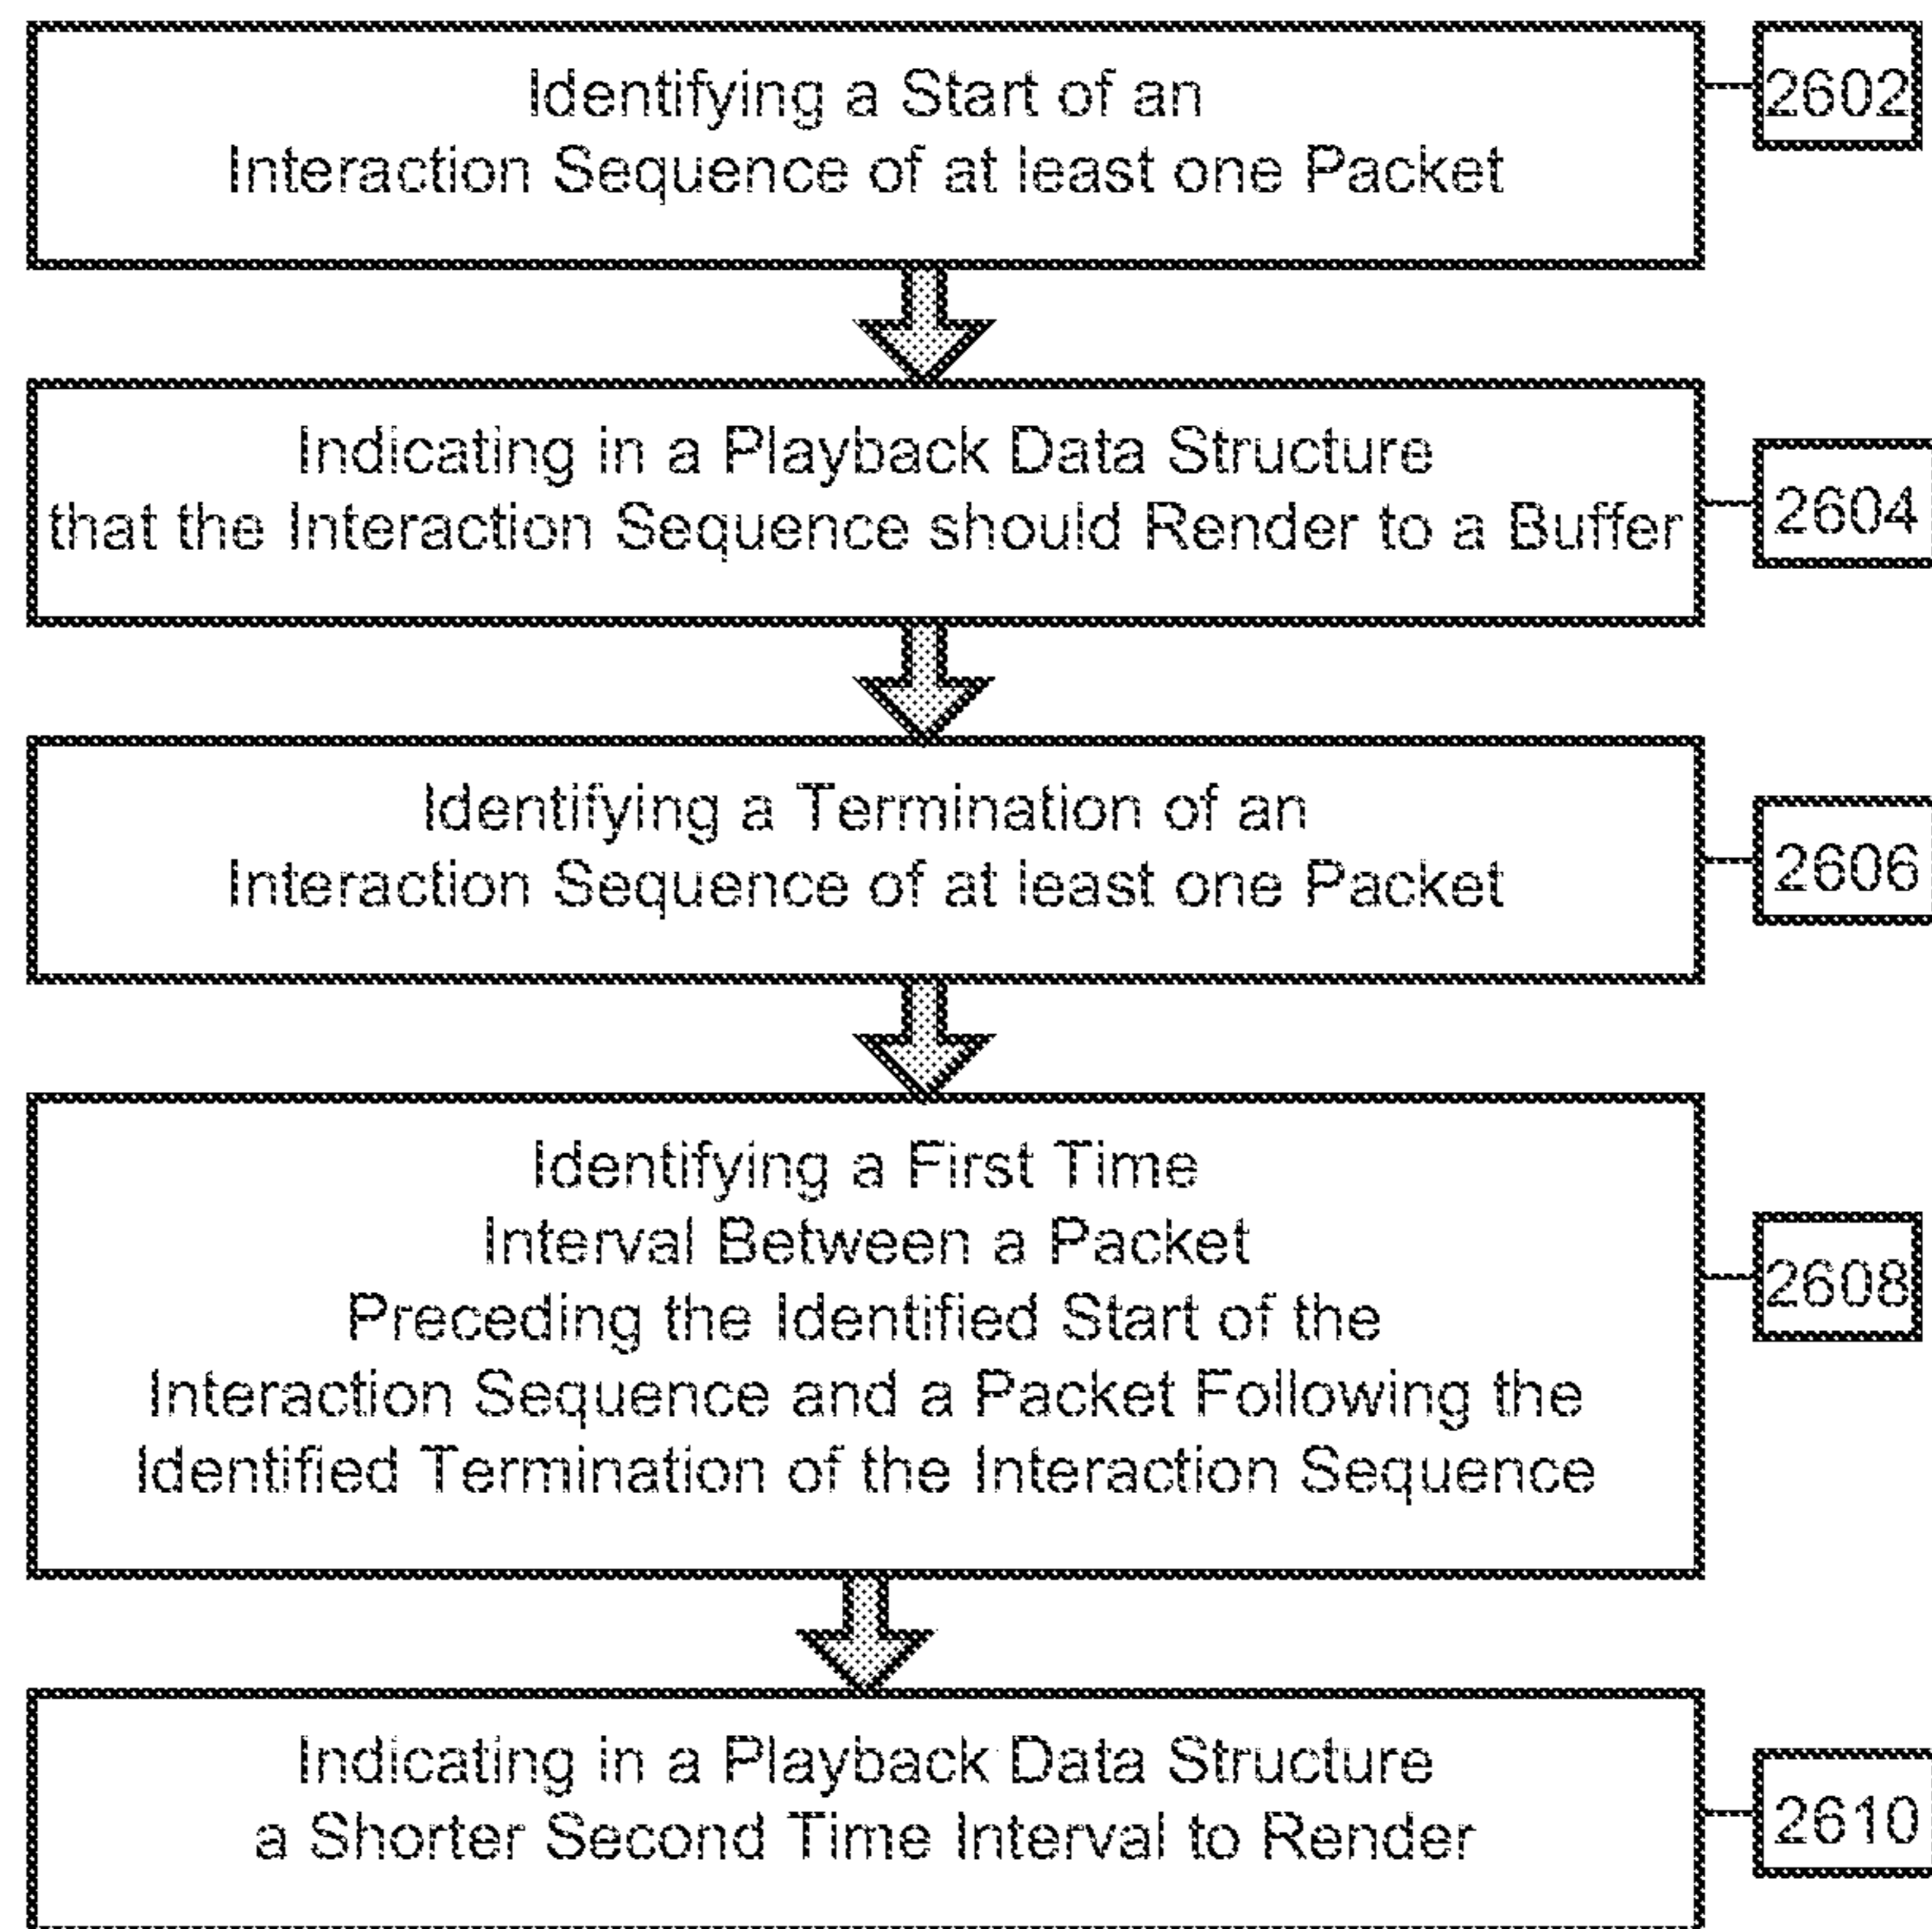 Identifying a Start of an
Interaction Sequence of at least one Packet
2602
Indicating in a Playback Data Structure
that the Interaction Sequence should Render to a Buffer
2604
Identifying a Termination of an
Interaction Sequence of at least one Packet
2606
Identifying a First Time
Interval Between a Packet
Preceding the Identified Start of the
Interaction Sequence and a Packet Following the
Identified Termination of the Interaction Sequence
2608
Indicating in a Playback Data Structure
a Shorter Second Time Interval to Render
2610